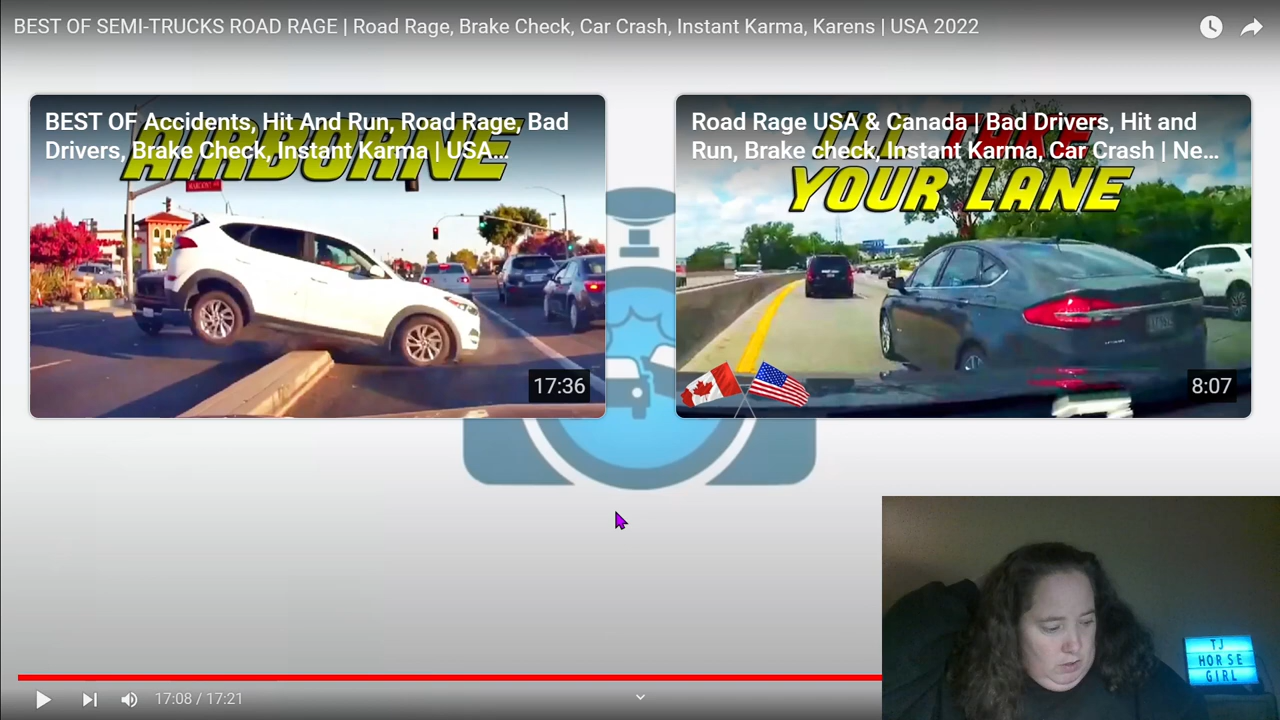 BEST OF SEMI-TRUCKS ROAD RAGE | Road Rage, Brake Check, Car Crash, Instant Karma, Karens | USA 2022
BEST OF Accidents, Hit And Run, Road Rage, Bad
Drivers, Brake Check, Instant Karma | USA...
AIRBORNE
17:36
Road Rage USA & Canada | Bad Drivers, Hit and
Run, Brake check, Instant Karma, Car Crash | Ne...
YOUR LANE
8:07
17:08 / 17:21
TJ
HORSE
GIRL